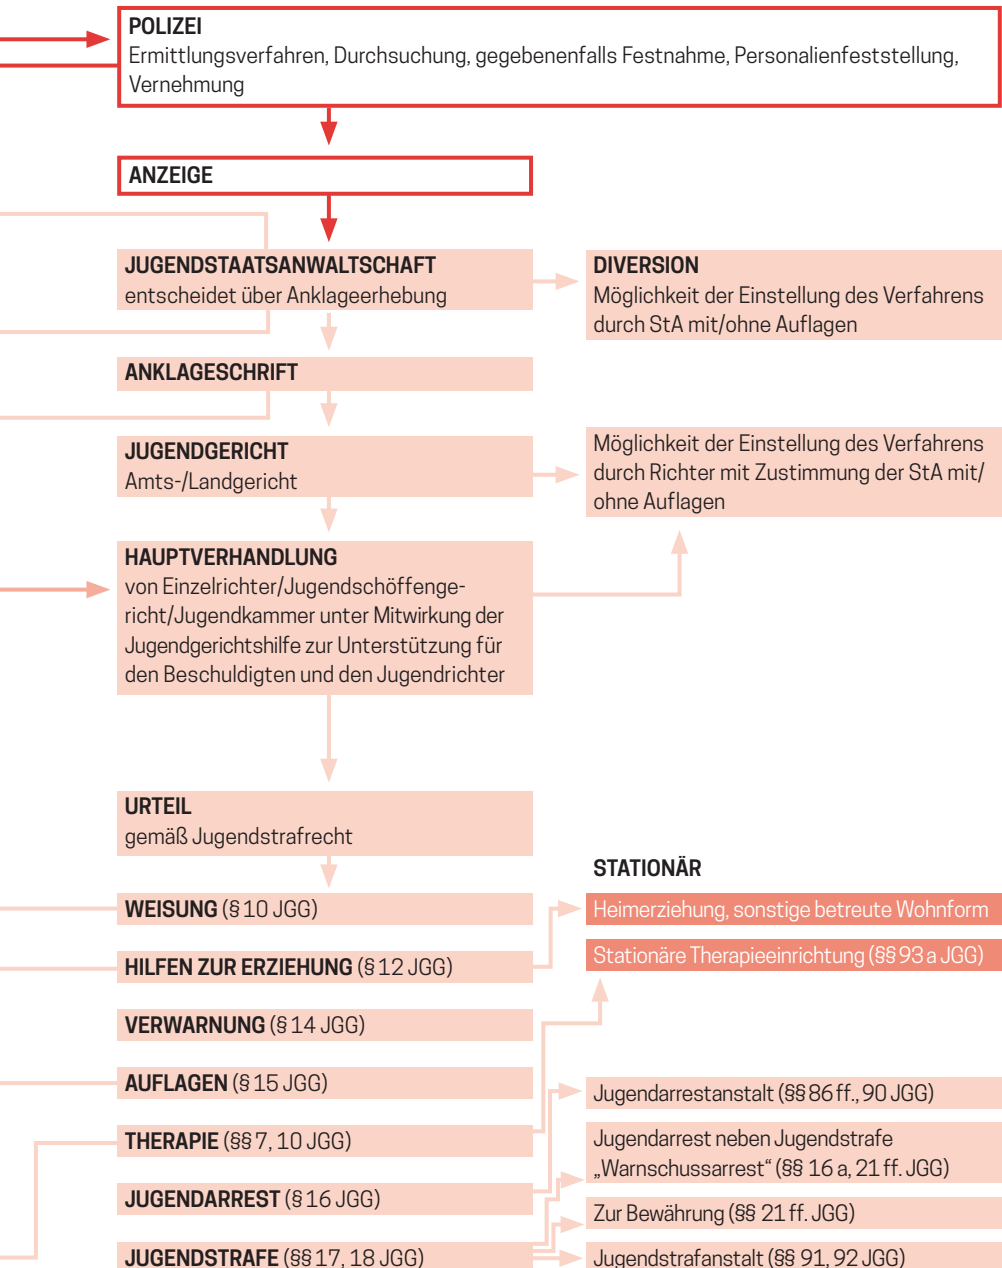 POLIZEI
Ermittlungsverfahren, Durchsuchung, gegebenenfalls Festnahme, Personalienfeststellung,
Vernehmung
ANZEIGE
JUGENDSTAATSANWALTSCHAFT
entscheidet über Anklageerhebung
DIVERSION
Möglichkeit der Einstellung des Verfahrens
durch StA mit/ohne Auflagen
ANKLAGESCHRIFT
JUGENDGERICHT
Amts-/Landgericht
Möglichkeit der Einstellung des Verfahrens
durch Richter mit Zustimmung der StA mit/
ohne Auflagen
HAUPTVERHANDLUNG
von Einzelrichter/Jugendschöffenge-
richt/Jugendkammer unter Mitwirkung der
Jugendgerichtshilfe zur Unterstützung für
den Beschuldigten und den Jugendrichter
URTEIL
gemäß Jugendstrafrecht
WEISUNG (§ 10 JGG)
HILFEN ZUR ERZIEHUNG (§ 12 JGG)
VERWARNUNG (§ 14 JGG)
AUFLAGEN (§ 15 JGG)
THERAPIE (§§ 7, 10 JGG)
JUGENDARREST (§ 16 JGG)
JUGENDSTRAFE (§§ 17, 18 JGG)
STATIONÄR
Heimerziehung, sonstige betreute Wohnform
Stationäre Therapieeinrichtung (§§ 93 a JGG)
Jugendarrestanstalt (§§ 86 ff., 90 JGG)
Jugendarrest neben Jugendstrafe
„Warnschussarrest“ (§§ 16 a, 21 ff. JGG)
Zur Bewährung (§§ 21 ff. JGG)
Jugendstrafanstalt (§§ 91, 92 JGG)